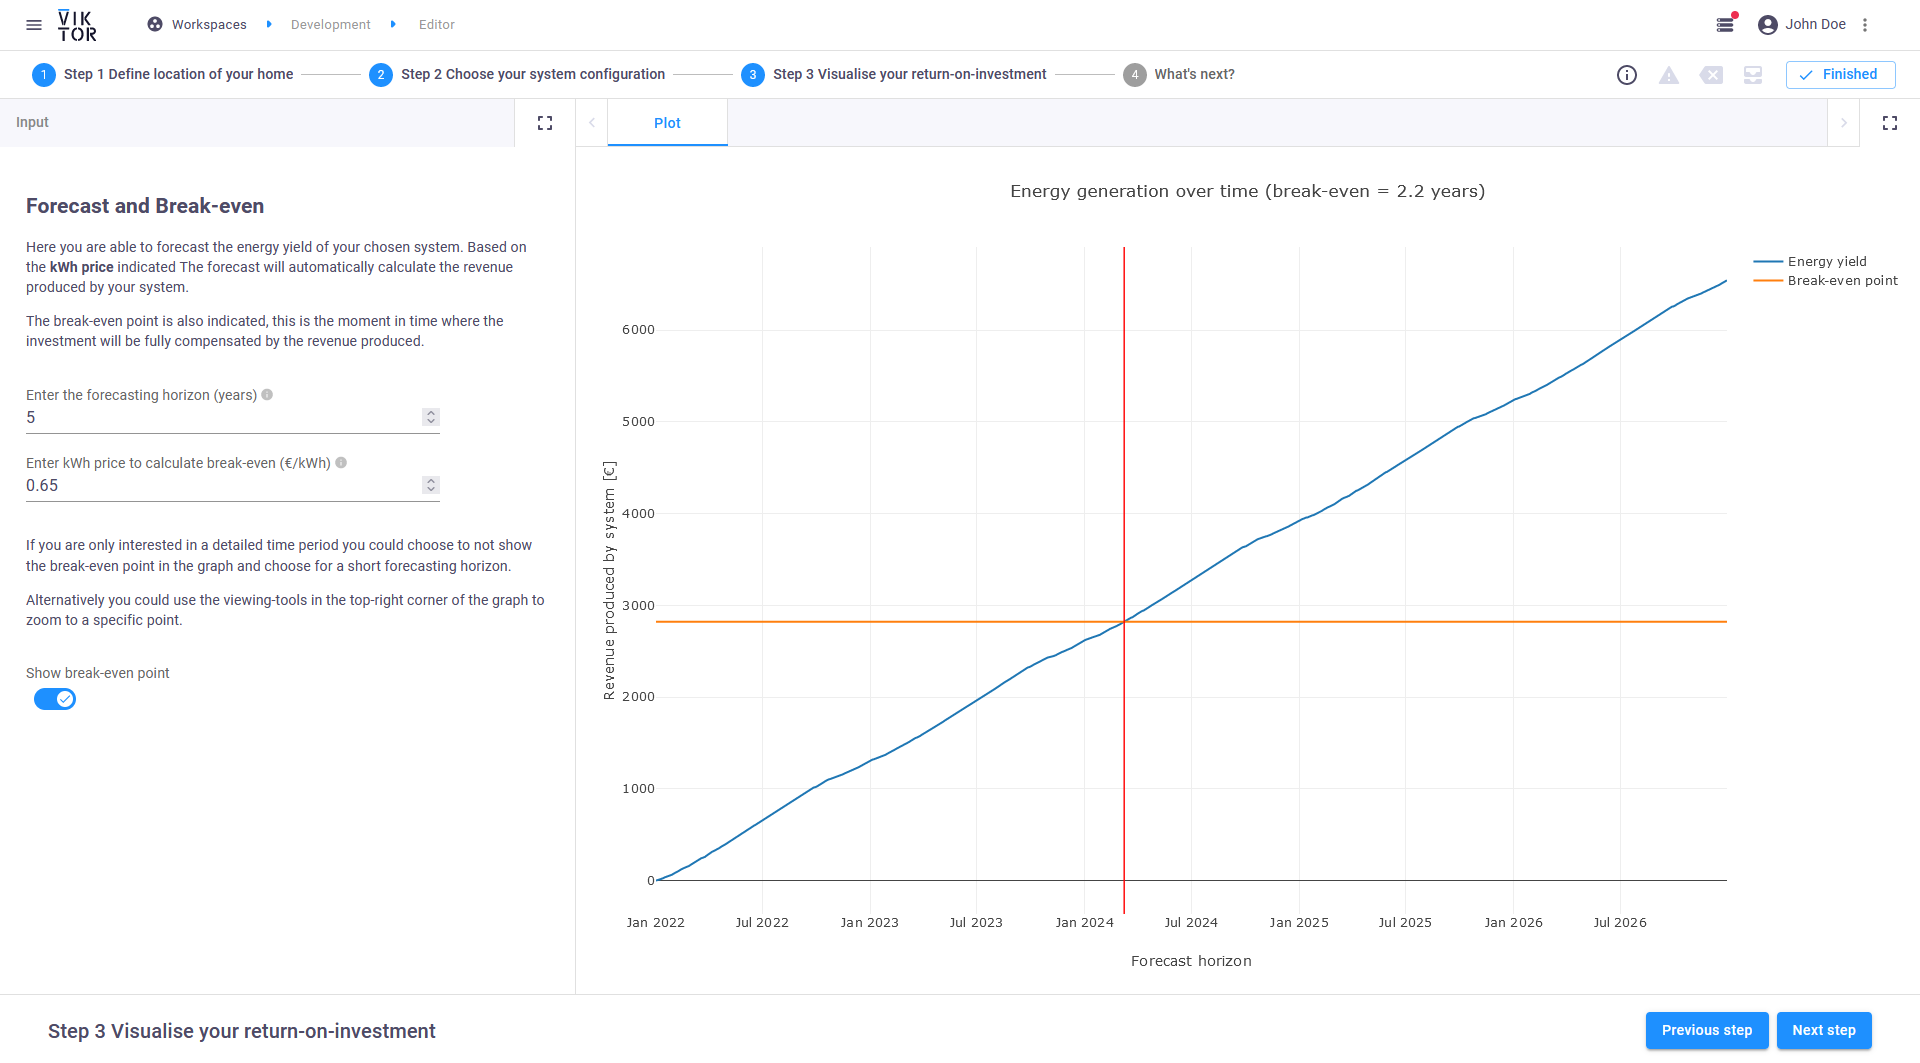 VIKTOR
Workspaces Development Editor
John Doe
1 Step 1 Define location of your home 2 Step 2 Choose your system configuration 3 Step 3 Visualise your return-on-investment 4 What's next?
Finished
Input
Plot
Forecast and Break-even
Here you are able to forecast the energy yield of your chosen system. Based on
the kWh price indicated The forecast will automatically calculate the revenue
produced by your system.
The break-even point is also indicated, this is the moment in time where the
investment will be fully compensated by the revenue produced.
Enter the forecasting horizon (years)
5
Enter kWh price to calculate break-even (€/kWh)
0.65
If you are only interested in a detailed time period you could choose to not show
the break-even point in the graph and choose for a short forecasting horizon.
Alternatively you could use the viewing-tools in the top-right corner of the graph to
zoom to a specific point.
Show break-even point
Energy generation over time (break-even = 2.2 years)
Energy yield
Break-even point
Revenue produced by system [€]
6000
5000
4000
3000
2000
1000
0
Jan 2022 Jul 2022 Jan 2023 Jul 2023 Jan 2024 Jul 2024 Jan 2025 Jul 2025 Jan 2026 Jul 2026
Forecast horizon
Step 3 Visualise your return-on-investment
Previous step
Next step